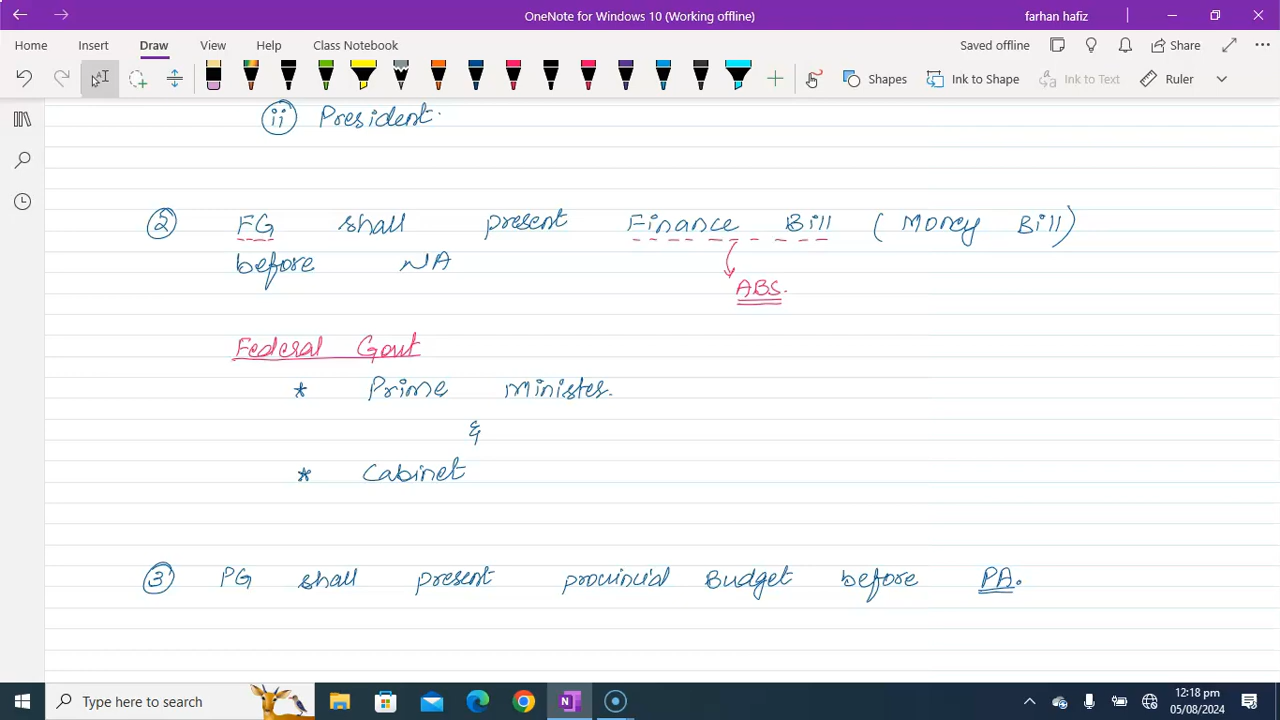 OneNote for Windows 10 (Working offline)
farhan hafiz
Home Insert Draw View Help Class Notebook
Saved offline Share
Shapes Ink to Shape Ink to Text Ruler
ii President.
2 FG shall present Finance Bill (Money Bill)
before NA
ABS.
Federal Govt
* Prime Minister.
&
* Cabinet
3 PG shall present provincial Budget before PA.
Type here to search
12:18 pm
05/08/2024